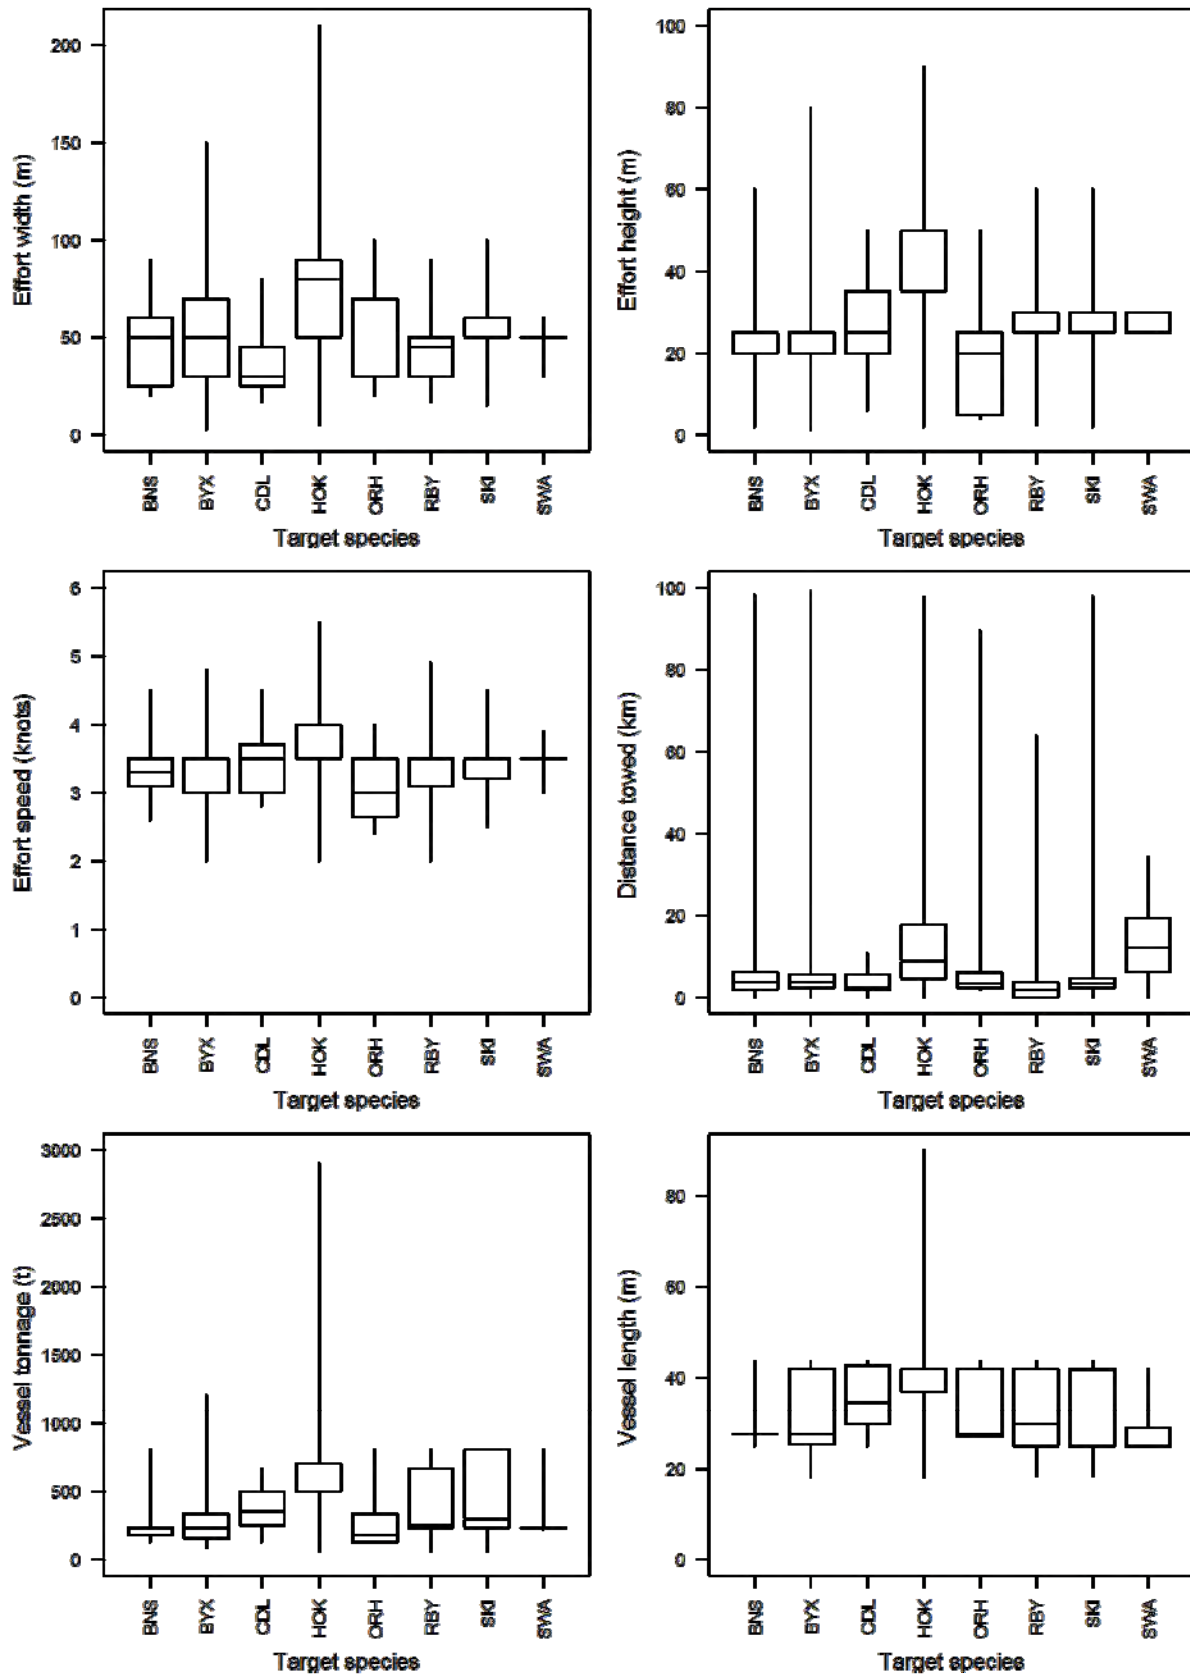 200
150
100
50
0
Effort width (m)
BNS BYX CDL HOK ORH RBY SKI SWA
Target species
100
80
60
40
20
0
Effort height (m)
BNS BYX CDL HOK ORH RBY SKI SWA
Target species
6
5
4
3
2
1
0
Effort speed (knots)
BNS BYX CDL HOK ORH RBY SKI SWA
Target species
100
80
60
40
20
0
Distance towed (km)
BNS BYX CDL HOK ORH RBY SKI SWA
Target species
3000
2500
2000
1500
1000
500
0
Vessel tonnage (t)
BNS BYX CDL HOK ORH RBY SKI SWA
Target species
80
60
40
20
0
Vessel length (m)
BNS BYX CDL HOK ORH RBY SKI SWA
Target species